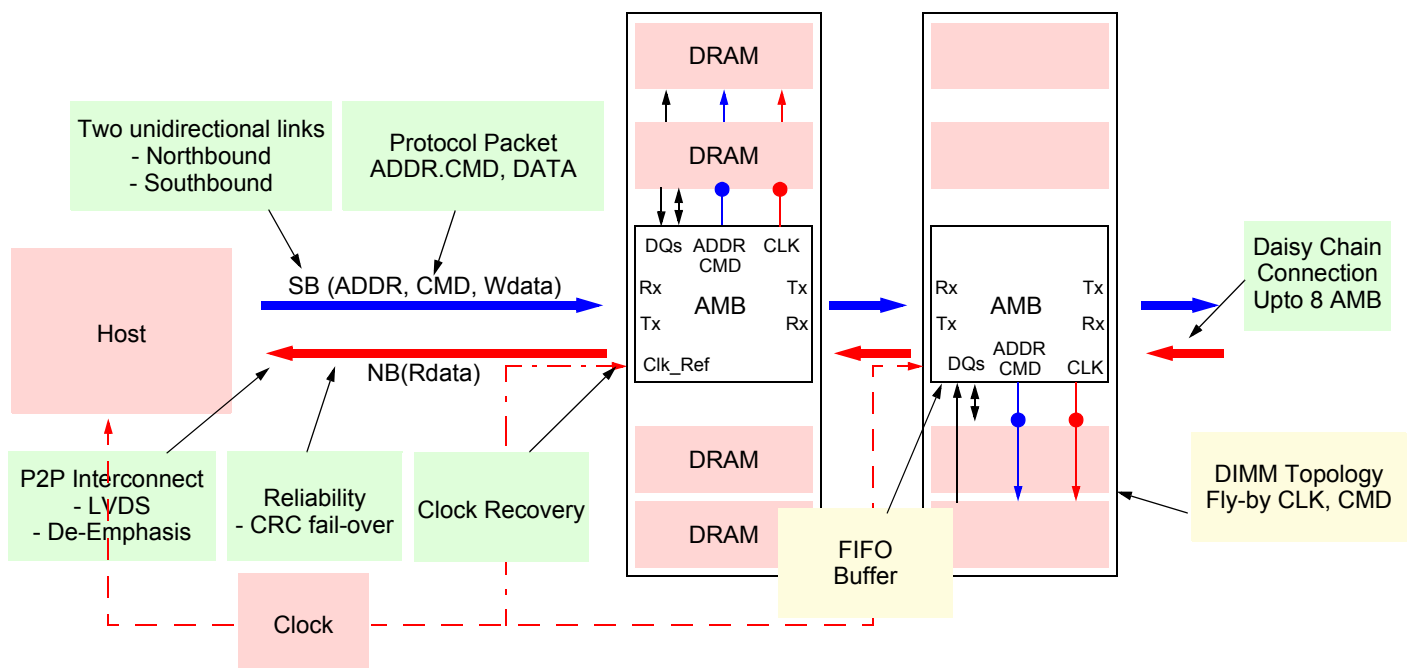 Two unidirectional links
- Northbound
- Southbound
Protocol Packet
ADDR.CMD, DATA
Host
SB (ADDR, CMD, Wdata)
NB(Rdata)
P2P Interconnect
- LVDS
- De-Emphasis
Reliability
- CRC fail-over
Clock Recovery
Clock
DRAM
DRAM
DQs
ADDR
CMD
CLK
Rx
Tx
AMB
Tx
Rx
Clk_Ref
DRAM
DRAM
Rx
Tx
AMB
Tx
Rx
DQs
ADDR
CMD
CLK
FIFO
Buffer
Daisy Chain
Connection
Upto 8 AMB
DIMM Topology
Fly-by CLK, CMD